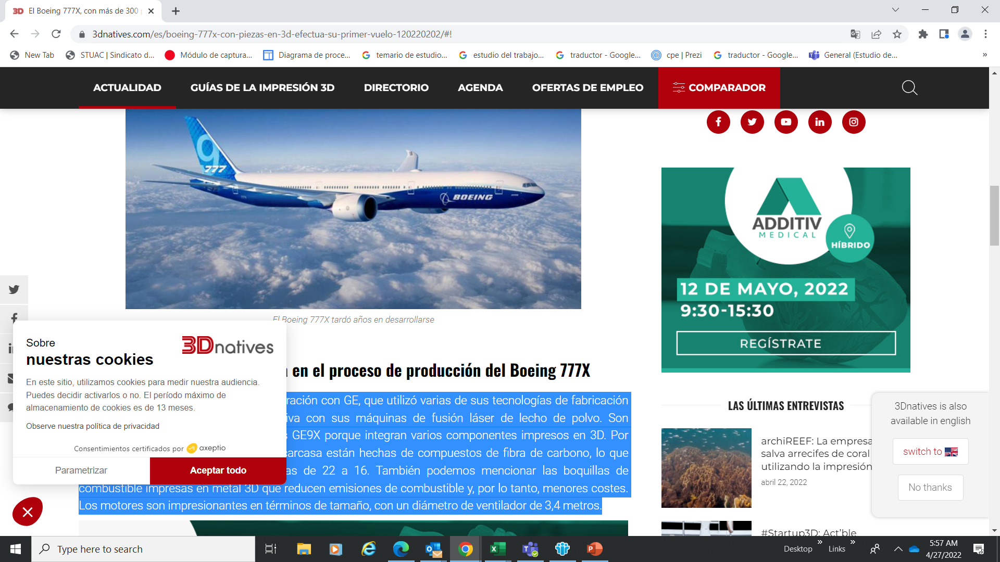 3D El Boeing 777X, con más de 300
3dnatives.com/es/boeing-777x-con-piezas-en-3d-efectua-su-primer-vuelo-120220202/#!
New Tab STUAC | Sindicato d... Módulo de captura... Diagrama de proce... temario de estudio... estudio del trabajo... traductor - Google... cpe | Prezi traductor - Google... General (Estudio de... »
ACTUALIDAD GUÍAS DE LA IMPRESIÓN 3D DIRECTORIO AGENDA OFERTAS DE EMPLEO COMPARADOR
9
777
BOEING
El Boeing 777X tardó años en desarrollarse
ADDITIV
MEDICAL
HÍBRIDO
12 DE MAYO, 2022
9:30-15:30
REGÍSTRATE
Sobre
nuestras cookies
3Dnatives
En este sitio, utilizamos cookies para medir nuestra audiencia.
Puedes decidir activarlos o no. El período máximo de
almacenamiento de cookies es de 13 meses.
Observe nuestra política de privacidad
Consentimientos certificados por axeptio
Parametrizar Aceptar todo
en el proceso de producción del Boeing 777X
ración con GE, que utilizó varias de sus tecnologías de fabricación
iva con sus máquinas de fusión láser de lecho de polvo. Son
GE9X porque integran varios componentes impresos en 3D. Por
carcasa están hechas de compuestos de fibra de carbono, lo que
as de 22 a 16. También podemos mencionar las boquillas de
combustible impresas en metal 3D que reducen emisiones de combustible y, por lo tanto, menores costes.
Los motores son impresionantes en términos de tamaño, con un diámetro de ventilador de 3,4 metros.
LAS ÚLTIMAS ENTREVISTAS
archiREEF: La empresa
salva arrecifes de coral
utilizando la impresión
abril 22, 2022
#Startup3D: Act'ble
3Dnatives is also
available in english
switch to
No thanks
Type here to search
Desktop » Links »
5:57 AM
4/27/2022